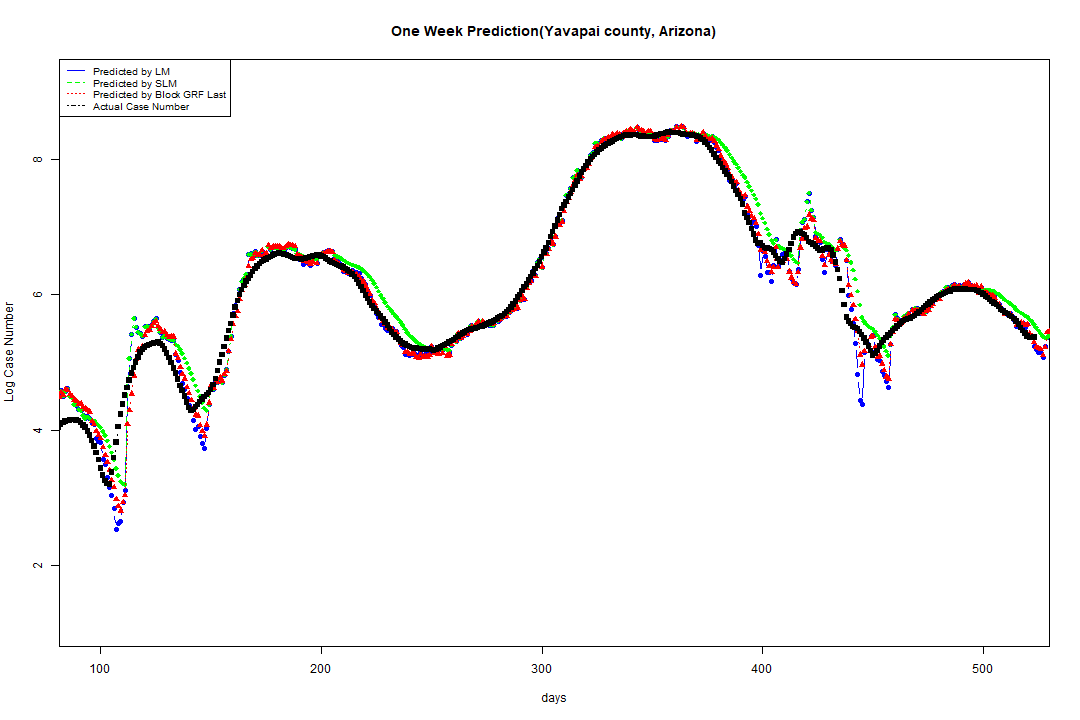 One Week Prediction(Yavapai county, Arizona)
Predicted by LM
Predicted by SLM
Predicted by Block GRF Last
Actual Case Number
8
6
4
2
Log Case Number
100 200 300 400 500
days